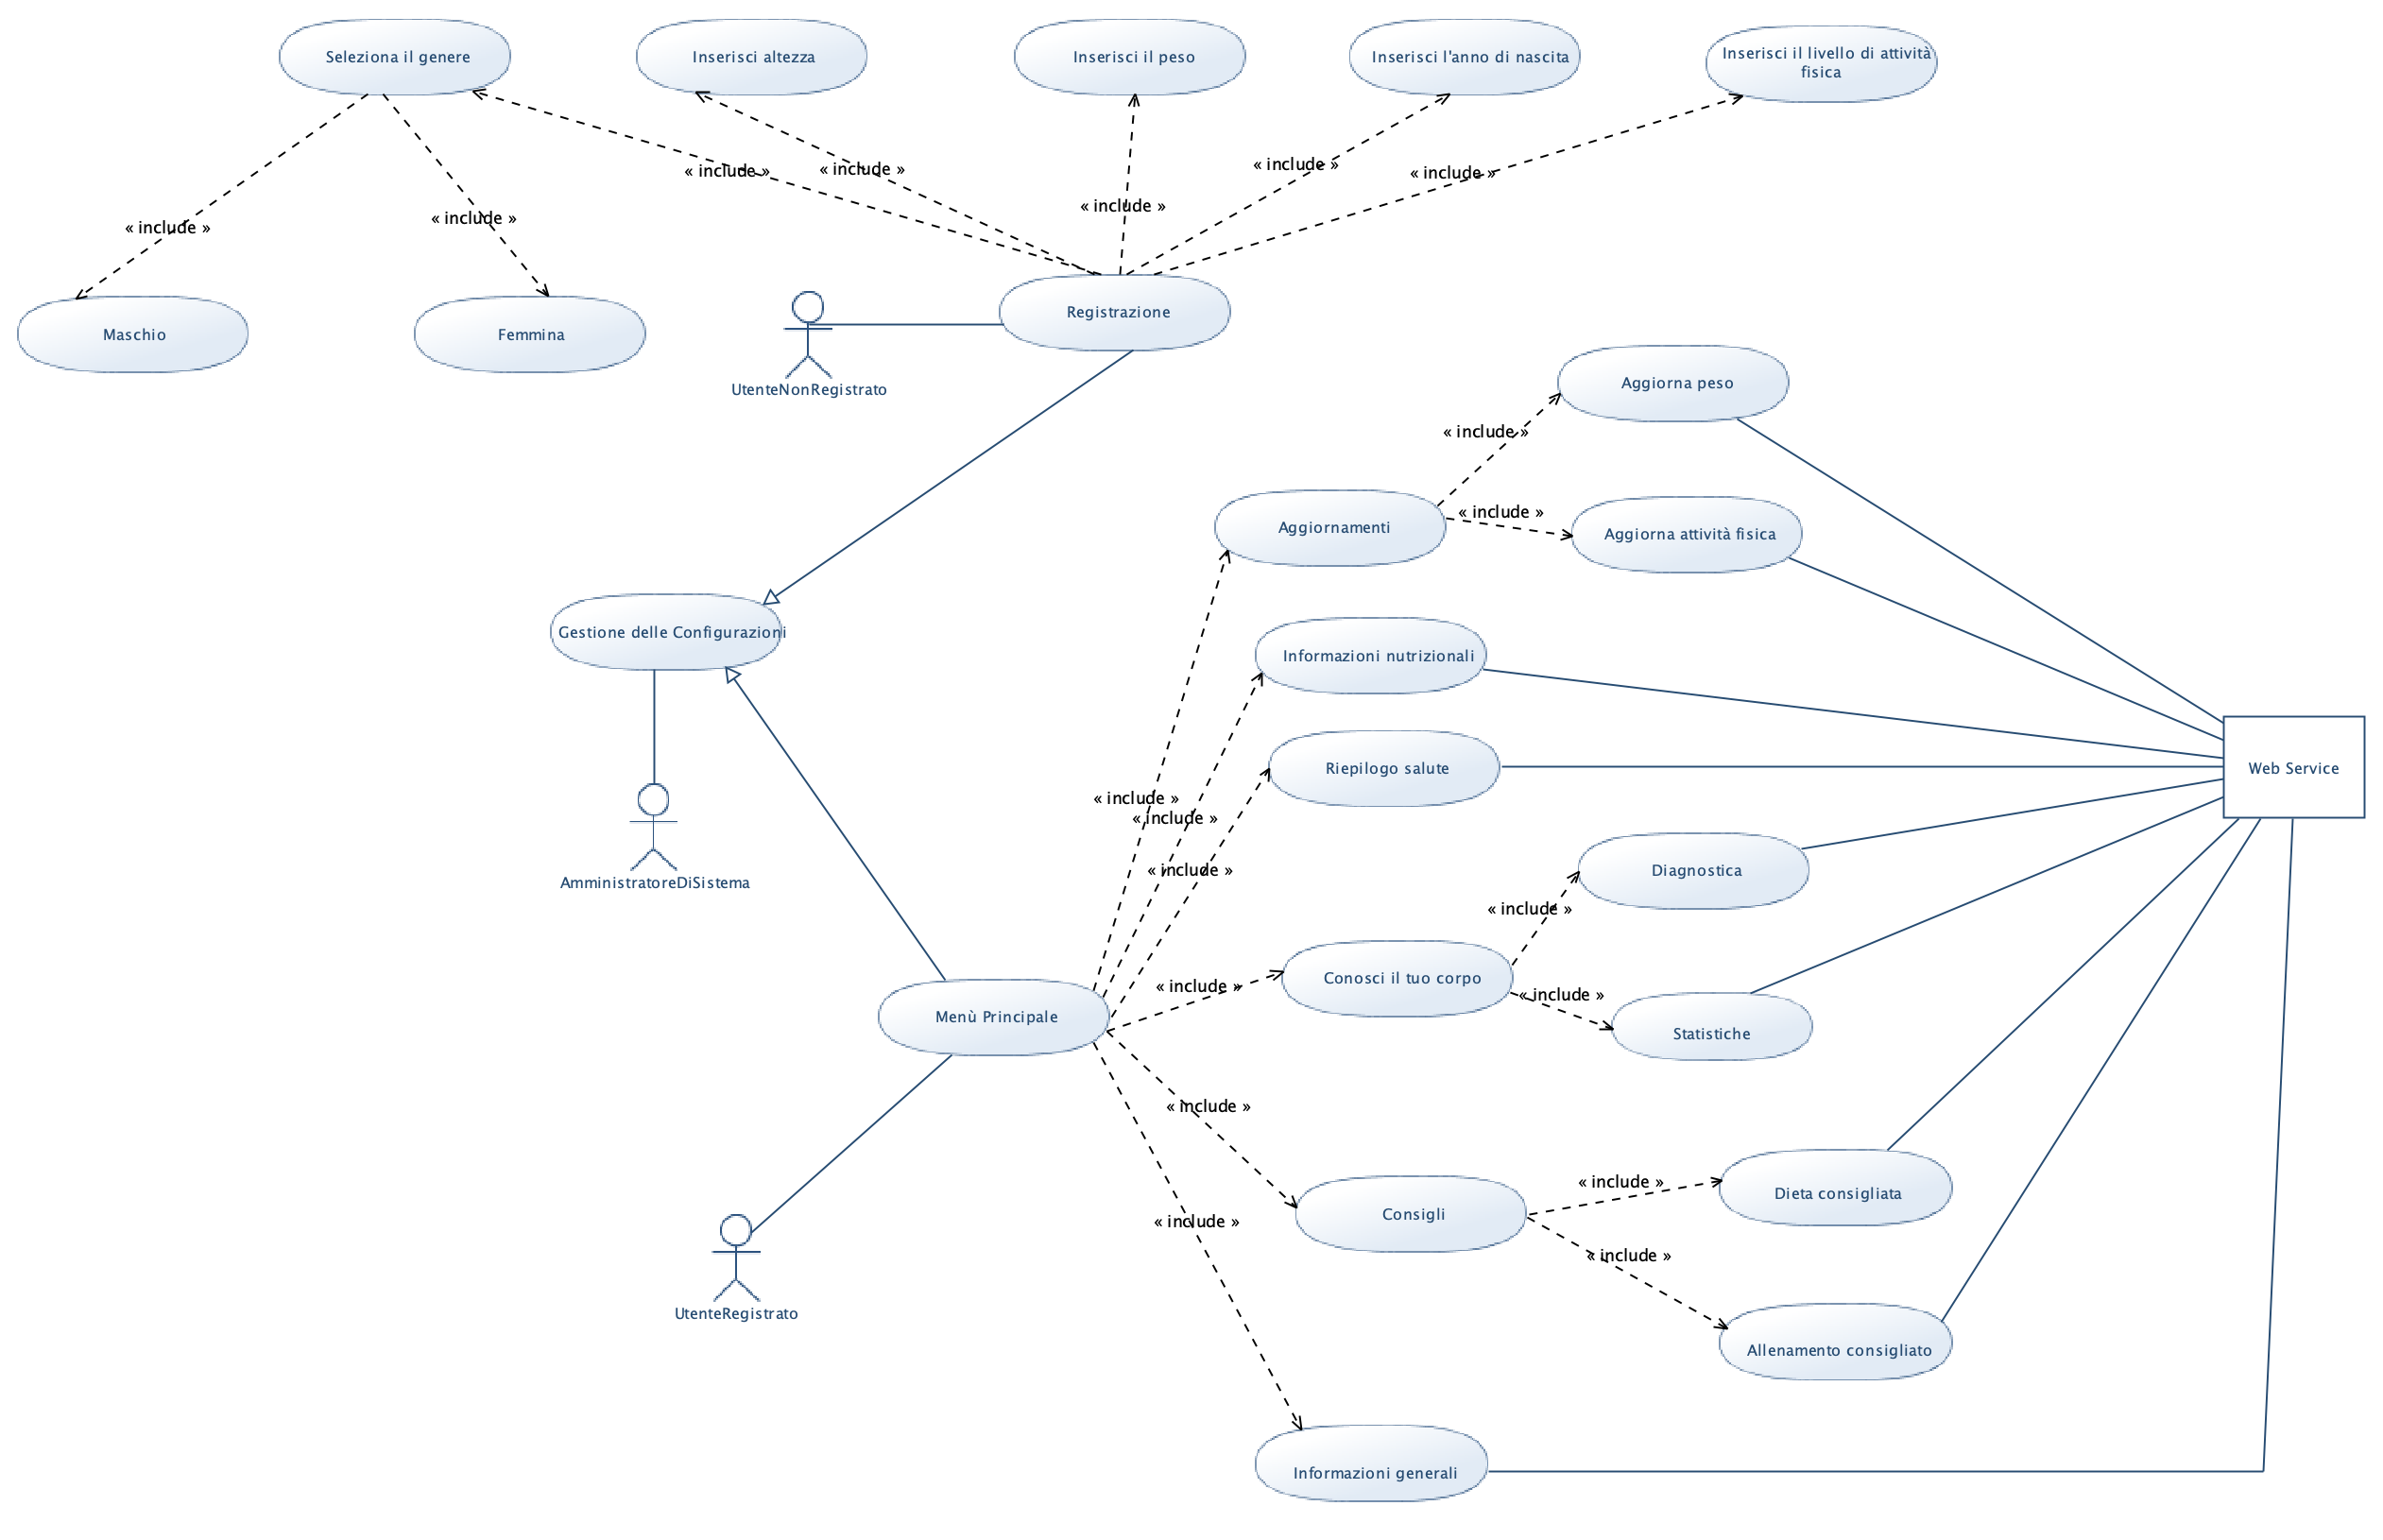 Seleziona il genere
Inserisci altezza
Inserisci il peso
Inserisci l'anno di nascita
Inserisci il livello di attività
fisica
« include »
« include »
« include »
« include »
« include »
« include »
« include »
Maschio
Femmina
Registrazione
UtenteNonRegistrato
Aggiorna peso
« include »
Aggiornamenti
« include »
Aggiorna attività fisica
Gestione delle Configurazioni
Informazioni nutrizionali
Riepilogo salute
Web Service
« include »
« include »
« include »
AmministratoreDiSistema
Diagnostica
« include »
Conosci il tuo corpo
« include »
« include »
Menù Principale
Statistiche
« include »
« include »
Consigli
« include »
Dieta consigliata
« include »
UtenteRegistrato
Allenamento consigliato
Informazioni generali